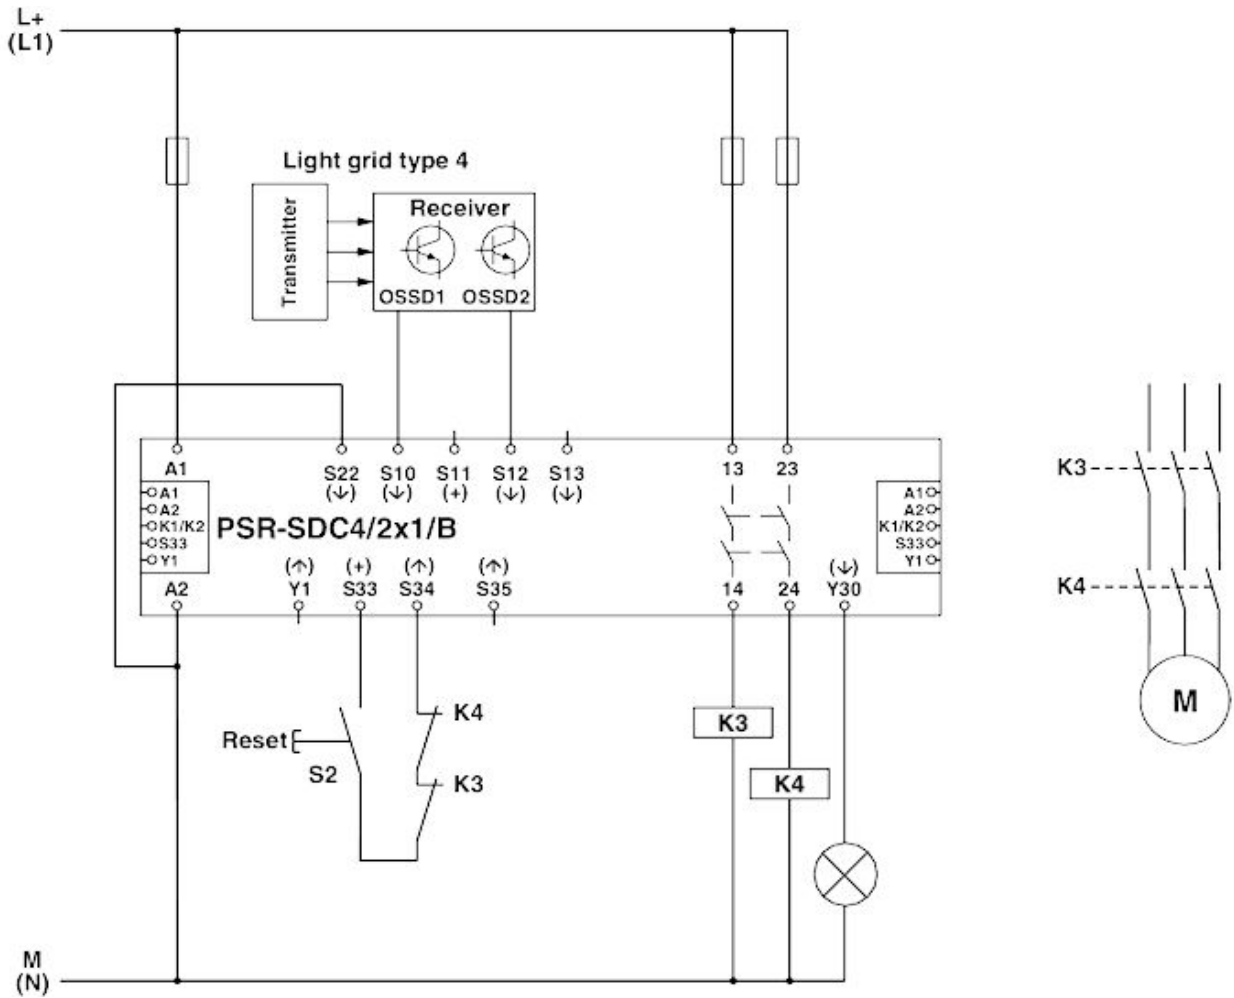 L+
(L1)
Light grid type 4
Transmitter
Receiver
OSSD1 OSSD2
A1 S22 S10 S11 S12 S13 13 23
(↓) (↓) (+) (↓) (↓)
A1
A2
K1/K2
S33
Y1
PSR-SDC4/2x1/B
A1
A2
K1/K2
S33
Y1
(↑) (+) (↑) (↑) (↓)
A2 Y1 S33 S34 S35 14 24 Y30
K3
K4
M
Reset
S2
K4
K3
K3
K4
M
(N)